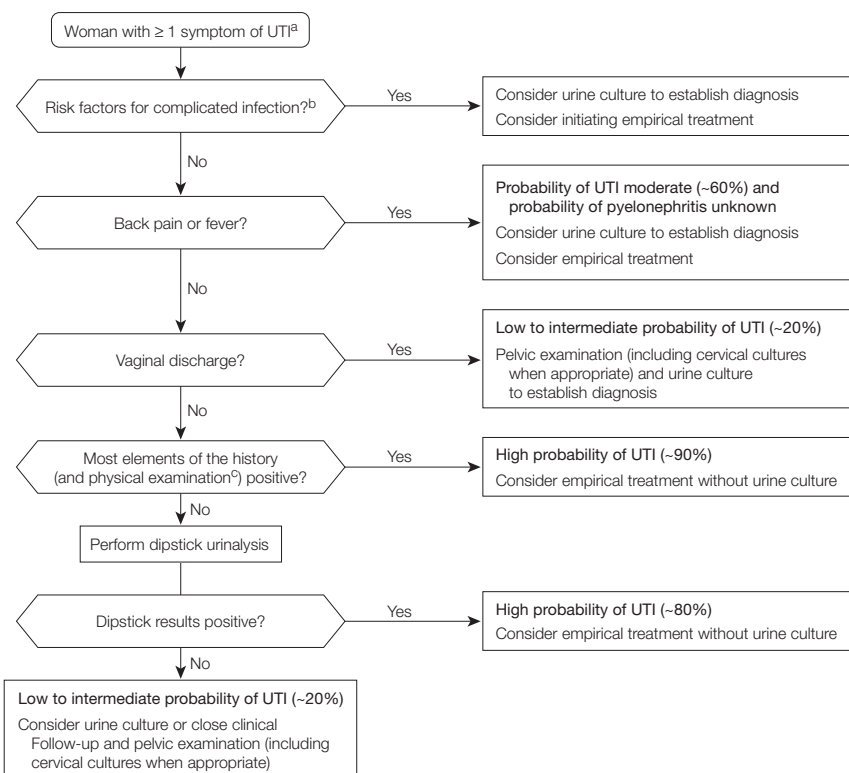 Woman with ≥ 1 symptom of UTIa
Risk factors for complicated infection?b
Yes
Consider urine culture to establish diagnosis
Consider initiating empirical treatment
No
Back pain or fever?
Yes
Probability of UTI moderate (~60%) and
probability of pyelonephritis unknown
Consider urine culture to establish diagnosis
Consider empirical treatment
No
Vaginal discharge?
Yes
Low to intermediate probability of UTI (~20%)
Pelvic examination (including cervical cultures
when appropriate) and urine culture
to establish diagnosis
No
Most elements of the history
(and physical examinationc) positive?
Yes
High probability of UTI (~90%)
Consider empirical treatment without urine culture
No
Perform dipstick urinalysis
Dipstick results positive?
Yes
High probability of UTI (~80%)
Consider empirical treatment without urine culture
No
Low to intermediate probability of UTI (~20%)
Consider urine culture or close clinical
Follow-up and pelvic examination (including
cervical cultures when appropriate)